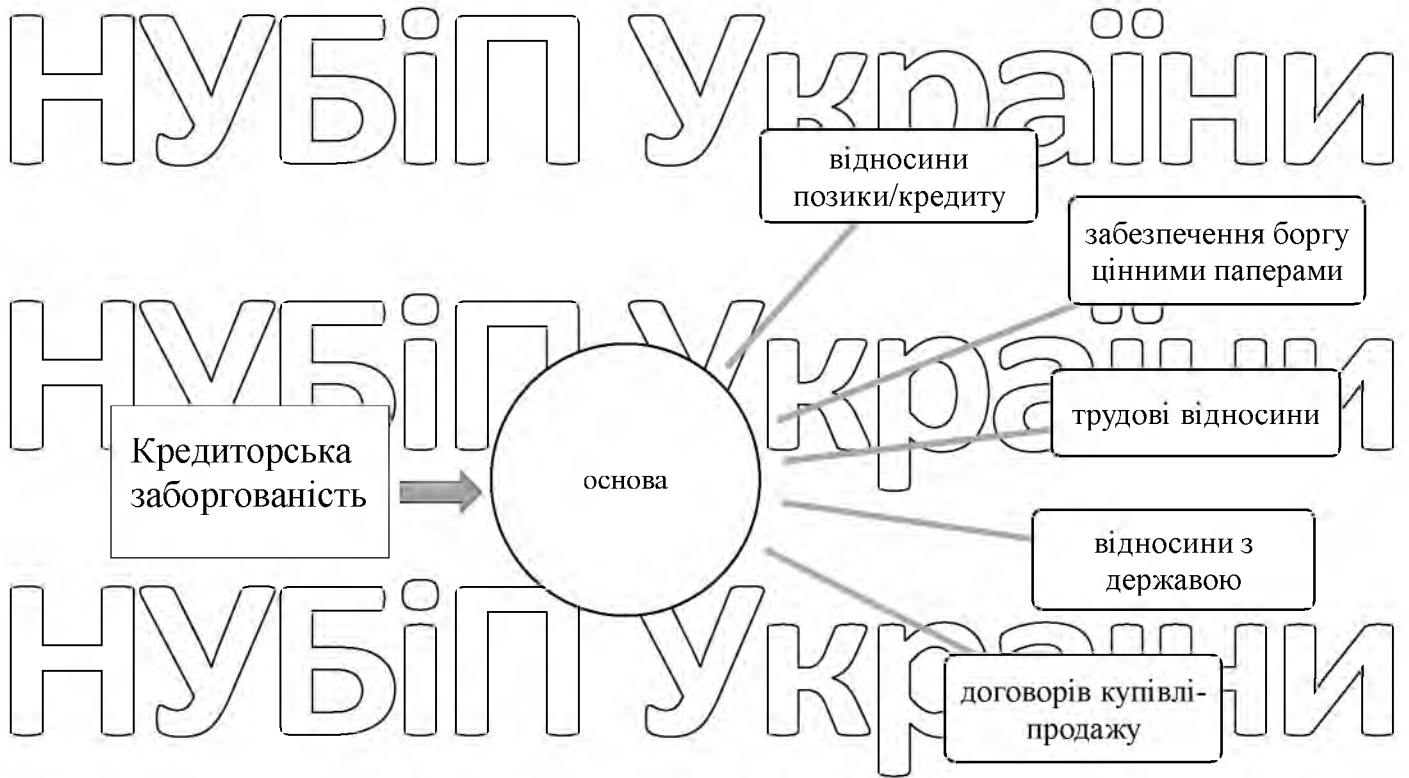 НУБіП України
відносини
позики/кредиту
забезпечення боргу
цінними паперами
НУБіП України
трудові відносини
Кредиторська
заборгованість
основа
відносини з
державою
НУБіП України
договорів купівлі-
продажу